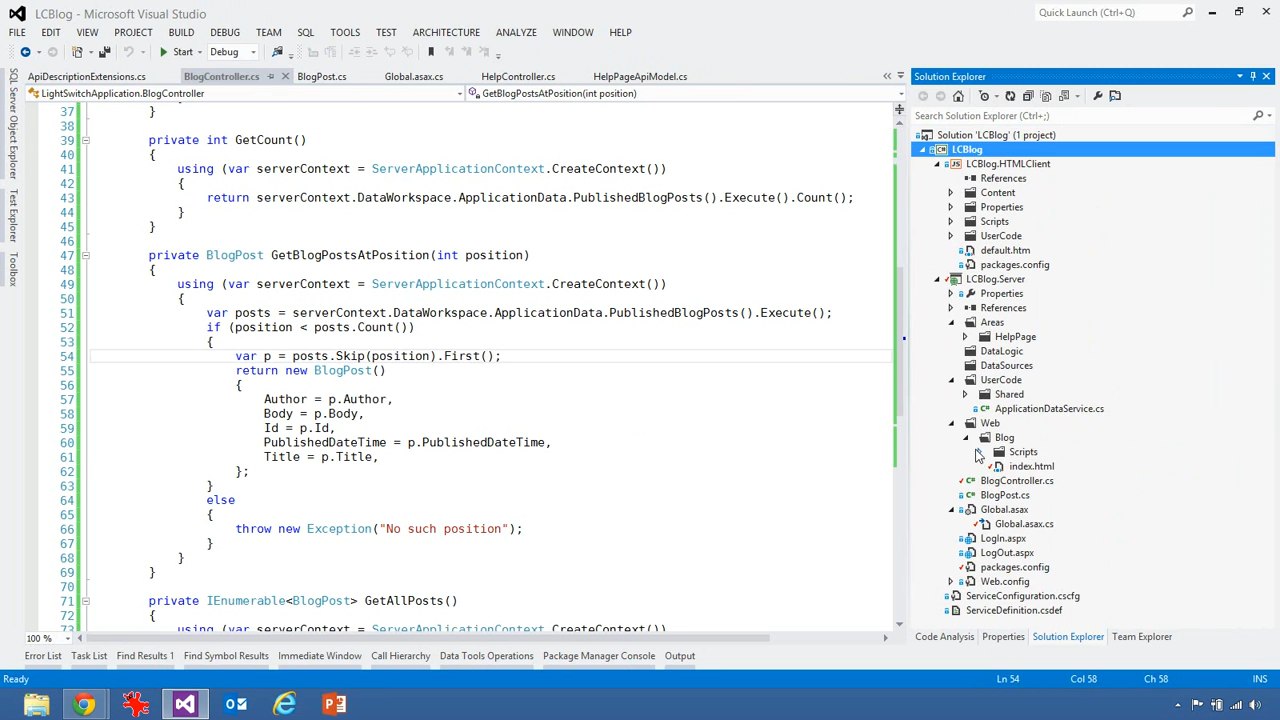 LCBlog - Microsoft Visual Studio
Quick Launch (Ctrl+Q)
FILE EDIT VIEW PROJECT BUILD DEBUG TEAM SQL TOOLS TEST ARCHITECTURE ANALYZE WINDOW HELP
Start Debug
ApiDescriptionExtensions.cs BlogController.cs BlogPost.cs Global.asax.cs HelpController.cs HelpPageApiModel.cs
LightSwitchApplication.BlogController GetBlogPostsAtPosition(int position)
SQL Server Object Explorer
Test Explorer
Toolbox
37 }
38
39 private int GetCount()
40 {
41 using (var serverContext = ServerApplicationContext.CreateContext())
42 {
43 return serverContext.DataWorkspace.ApplicationData.PublishedBlogPosts().Execute().Count();
44 }
45 }
46
47 private BlogPost GetBlogPostsAtPosition(int position)
48 {
49 using (var serverContext = ServerApplicationContext.CreateContext())
50 {
51 var posts = serverContext.DataWorkspace.ApplicationData.PublishedBlogPosts().Execute();
52 if (position < posts.Count())
53 {
54 var p = posts.Skip(position).First();
55 return new BlogPost()
56 {
57 Author = p.Author,
58 Body = p.Body,
59 Id = p.Id,
60 PublishedDateTime = p.PublishedDateTime,
61 Title = p.Title,
62 };
63 }
64 else
65 {
66 throw new Exception("No such position");
67 }
68 }
69 }
70
71 private IEnumerable<BlogPost> GetAllPosts()
72 {
73 using (var serverContext = ServerApplicationContext.CreateContext())
100 %
Solution Explorer
Search Solution Explorer (Ctrl+;)
Solution 'LCBlog' (1 project)
LCBlog
LCBlog.HTMLClient
References
Content
Properties
Scripts
UserCode
default.htm
packages.config
LCBlog.Server
Properties
References
Areas
HelpPage
DataLogic
DataSources
UserCode
Shared
ApplicationDataService.cs
Web
Blog
Scripts
index.html
BlogController.cs
BlogPost.cs
Global.asax
Global.asax.cs
LogIn.aspx
LogOut.aspx
packages.config
Web.config
ServiceConfiguration.cscfg
ServiceDefinition.csdef
Code Analysis Properties Solution Explorer Team Explorer
Error List Task List Find Results 1 Find Symbol Results Immediate Window Call Hierarchy Data Tools Operations Package Manager Console Output
Ready Ln 54 Col 58 Ch 58 INS